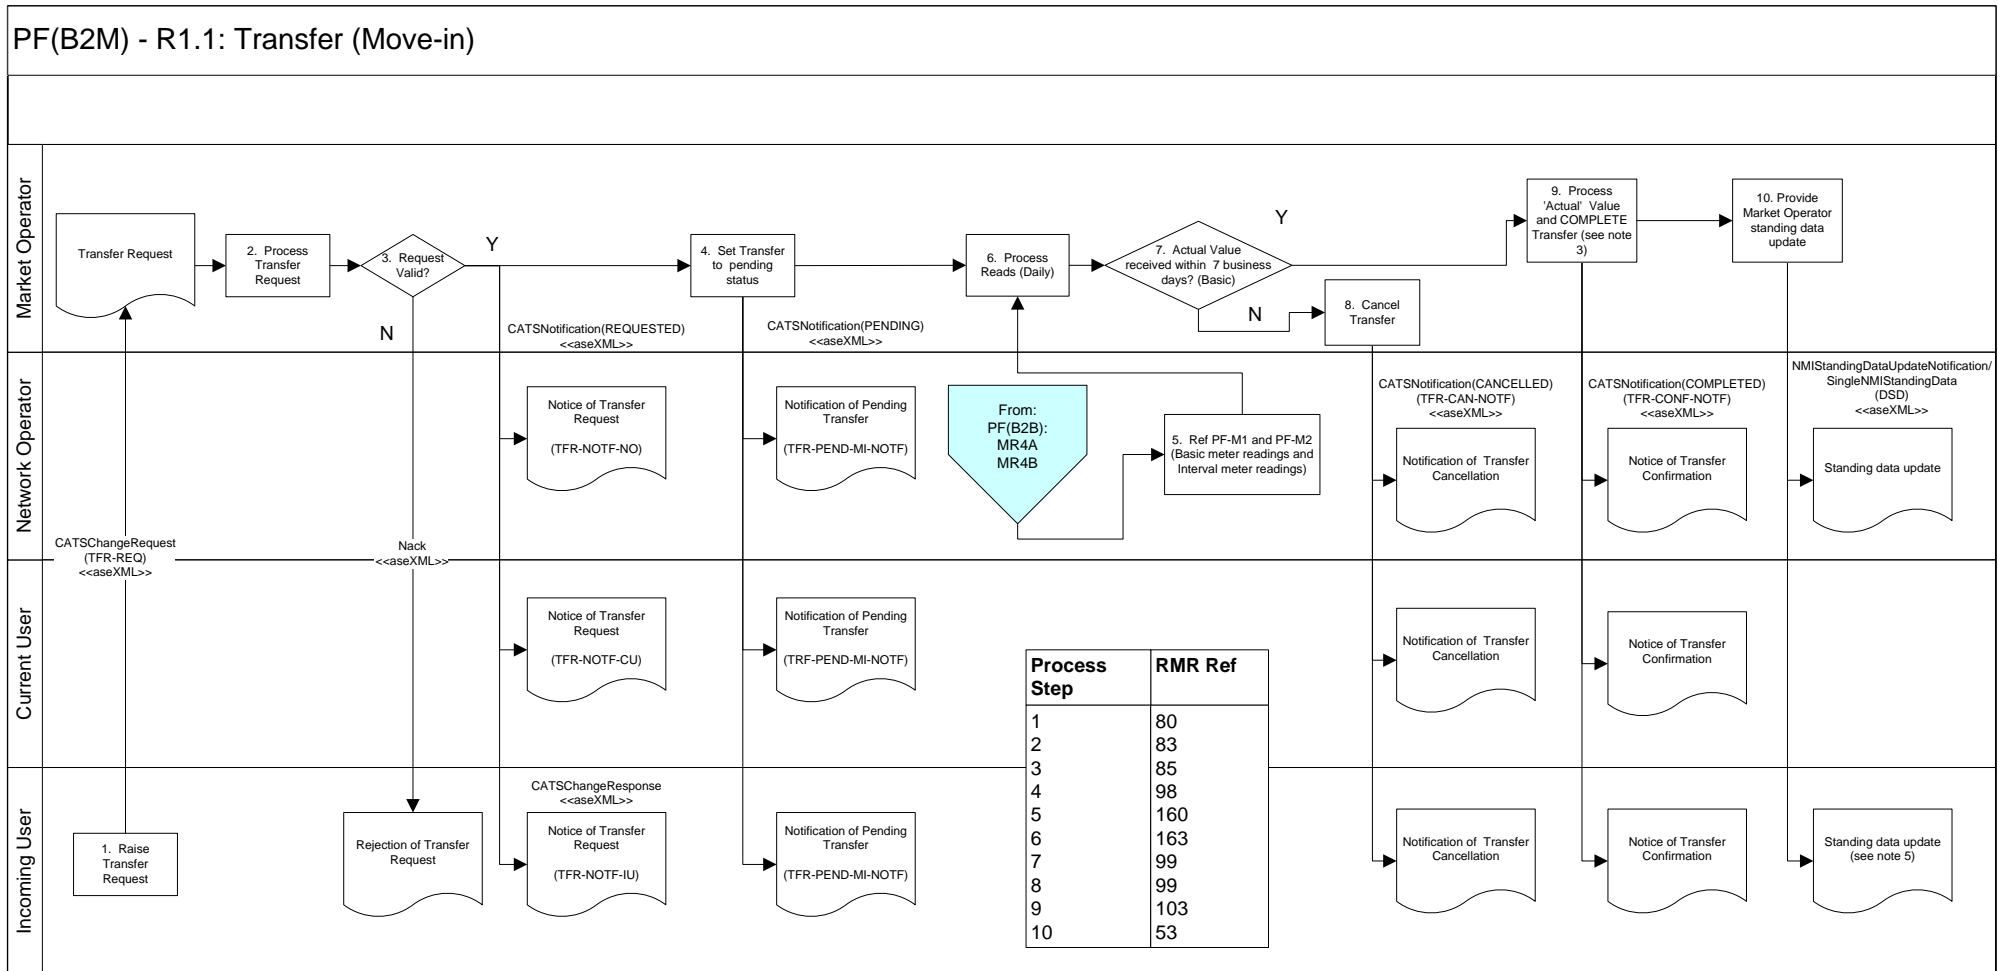 PF(B2M) - R1.1: Transfer (Move-in)
Market Operator
Transfer Request
2. Process
Transfer
Request
3. Request
Valid?
Y
N
4. Set Transfer
to pending
status
6. Process
Reads (Daily)
7. Actual Value
received within 7 business
days? (Basic)
Y
N
8. Cancel
Transfer
9. Process
'Actual' Value
and COMPLETE
Transfer (see note
3)
10. Provide
Market Operator
standing data
update
CATSNotification(REQUESTED)
<<aseXML>>
CATSNotification(PENDING)
<<aseXML>>
Network Operator
Notice of Transfer
Request
(TFR-NOTF-NO)
Notification of Pending
Transfer
(TFR-PEND-MI-NOTF)
From:
PF(B2B):
MR4A
MR4B
5. Ref PF-M1 and PF-M2
(Basic meter readings and
Interval meter readings)
CATSNotification(CANCELLED)
(TFR-CAN-NOTF)
<<aseXML>>
Notification of Transfer
Cancellation
CATSNotification(COMPLETED)
(TFR-CONF-NOTF)
<<aseXML>>
Notice of Transfer
Confirmation
NMIStandingDataUpdateNotification/
SingleNMIStandingData
(DSD)
<<aseXML>>
Standing data update
CATSChangeRequest
(TFR-REQ)
<<aseXML>>
Nack
<<aseXML>>
Current User
Notice of Transfer
Request
(TFR-NOTF-CU)
Notification of Pending
Transfer
(TRF-PEND-MI-NOTF)
Notification of Transfer
Cancellation
Notice of Transfer
Confirmation
Process Step RMR Ref
1 80
2 83
3 85
4 98
5 160
6 163
7 99
8 99
9 103
10 53
Incoming User
1. Raise
Transfer
Request
Rejection of Transfer
Request
CATSChangeResponse
<<aseXML>>
Notice of Transfer
Request
(TFR-NOTF-IU)
Notification of Pending
Transfer
(TFR-PEND-MI-NOTF)
Notification of Transfer
Cancellation
Notice of Transfer
Confirmation
Standing data update
(see note 5)